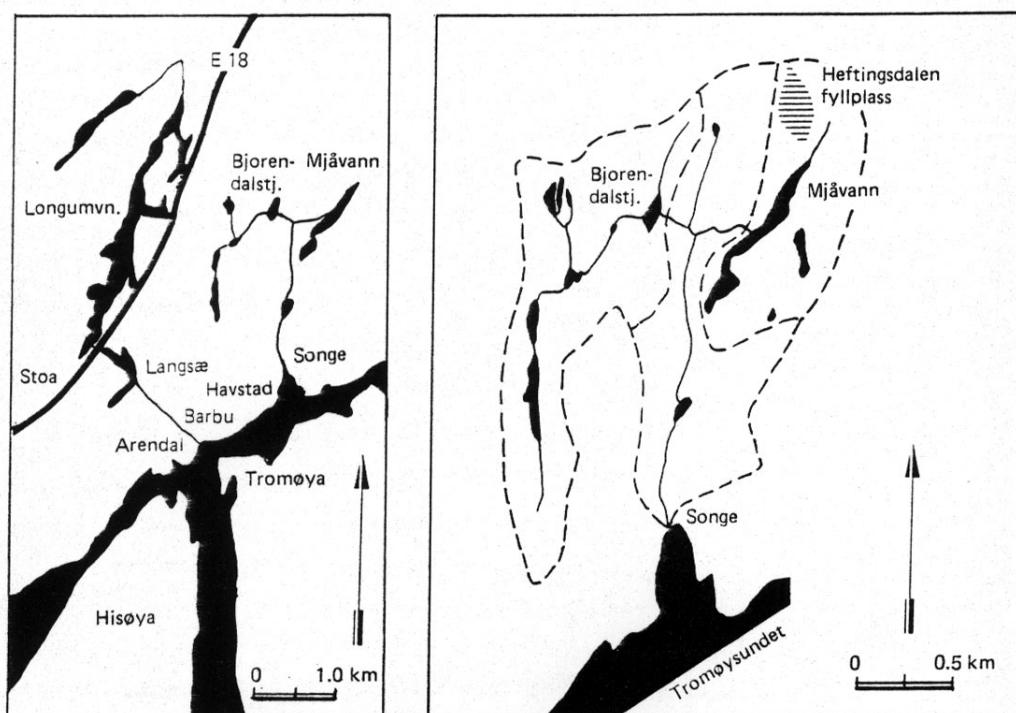 E 18
Bjoren-
dalstj.
Mjåvann
Longumvn.
Stoa
Langsæ
Songe
Havstad
Barbu
Arendal
Tromøya
Hisøya
0 1.0 km
Heftingsdalen
fyllplass
Bjoren-
dalstj.
Mjåvann
Songe
Tromøysundet
0 0.5 km